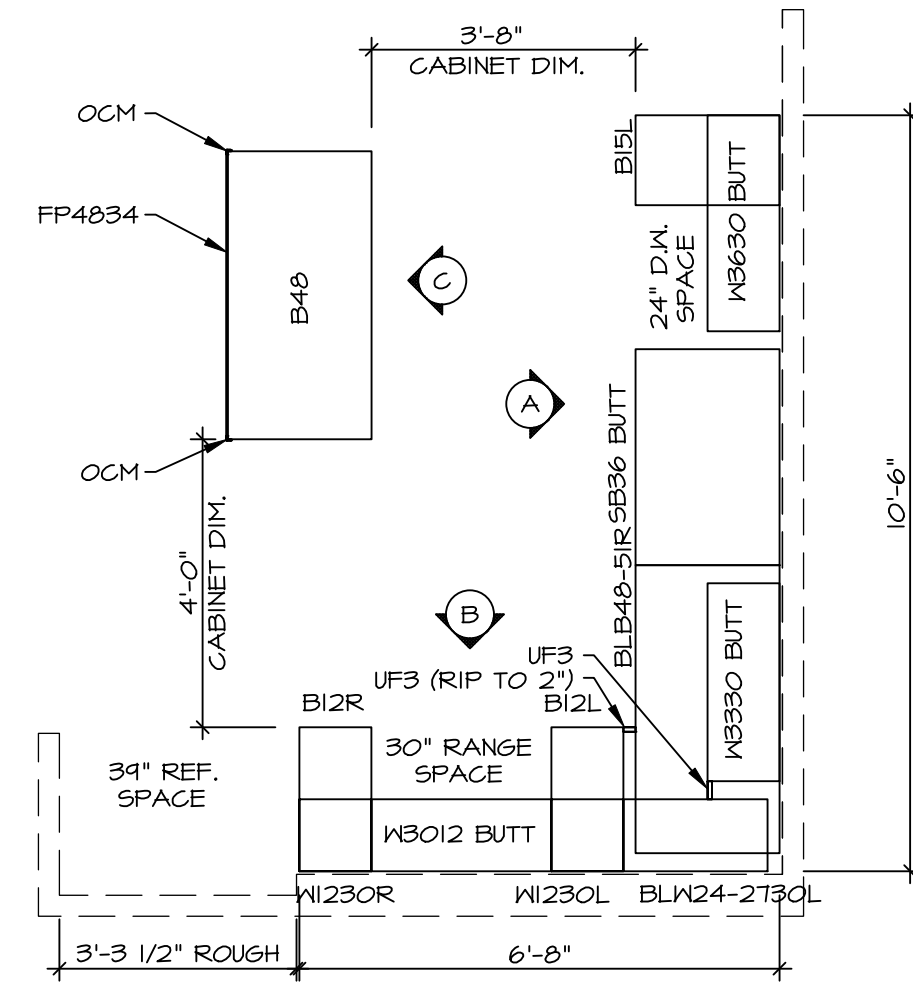 3'-8"
CABINET DIM.
OCM
FP4834
B48
OCM
C
A
B
B15L
W3630 BUTT
24" D.W.
SPACE
SB36 BUTT
BLB48-51R
W3330 BUTT
10'-6"
4'-0"
CABINET DIM.
UF3
UF3 (RIP TO 2")
B12R
B12L
30" RANGE
SPACE
39" REF.
SPACE
W3012 BUTT
W1230R
W1230L
BLW24-2730L
3'-3 1/2" ROUGH
6'-8"